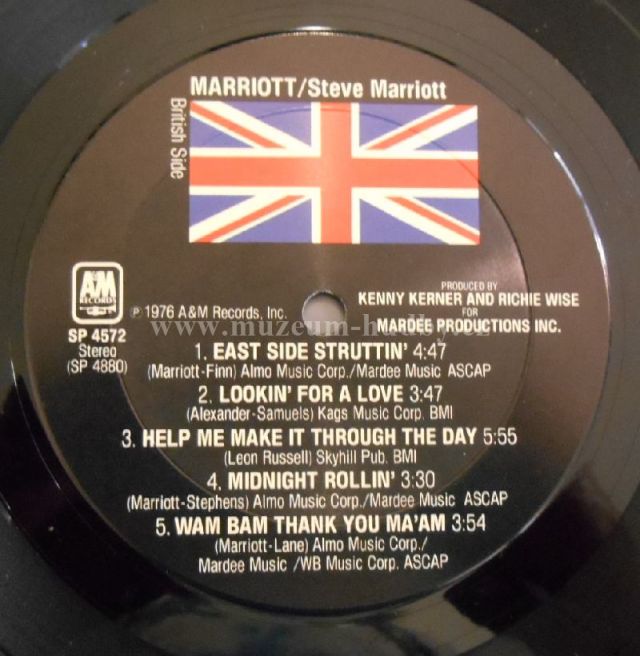 MARRIOTT/Steve Marriott
British Side
A&M
RECORDS
SP 4572
Stereo
(SP 4880)
℗ 1976 A&M Records, Inc.
PRODUCED BY
KENNY KERNER AND RICHIE WISE
FOR
MARDEE PRODUCTIONS INC.
www.muzeum-hudby.cz
1. EAST SIDE STRUTTIN' 4:47
(Marriott-Finn) Almo Music Corp./Mardee Music ASCAP
2. LOOKIN' FOR A LOVE 3:47
(Alexander-Samuels) Kags Music Corp. BMI
3. HELP ME MAKE IT THROUGH THE DAY 5:55
(Leon Russell) Skyhill Pub. BMI
4. MIDNIGHT ROLLIN' 3:30
(Marriott-Stephens) Almo Music Corp./Mardee Music ASCAP
5. WAM BAM THANK YOU MA'AM 3:54
(Marriott-Lane) Almo Music Corp./
Mardee Music /WB Music Corp. ASCAP